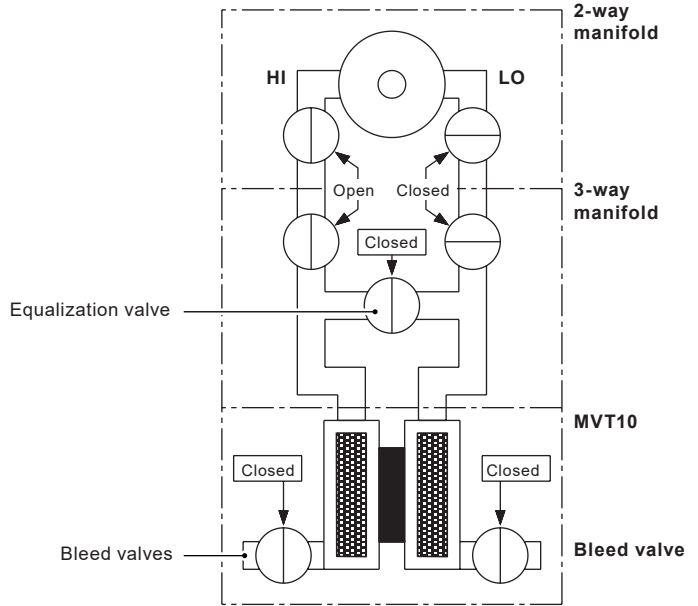 2-way
manifold
HI
LO
Open
Closed
3-way
manifold
Closed
Equalization valve
MVT10
Closed
Closed
Bleed valves
Bleed valve